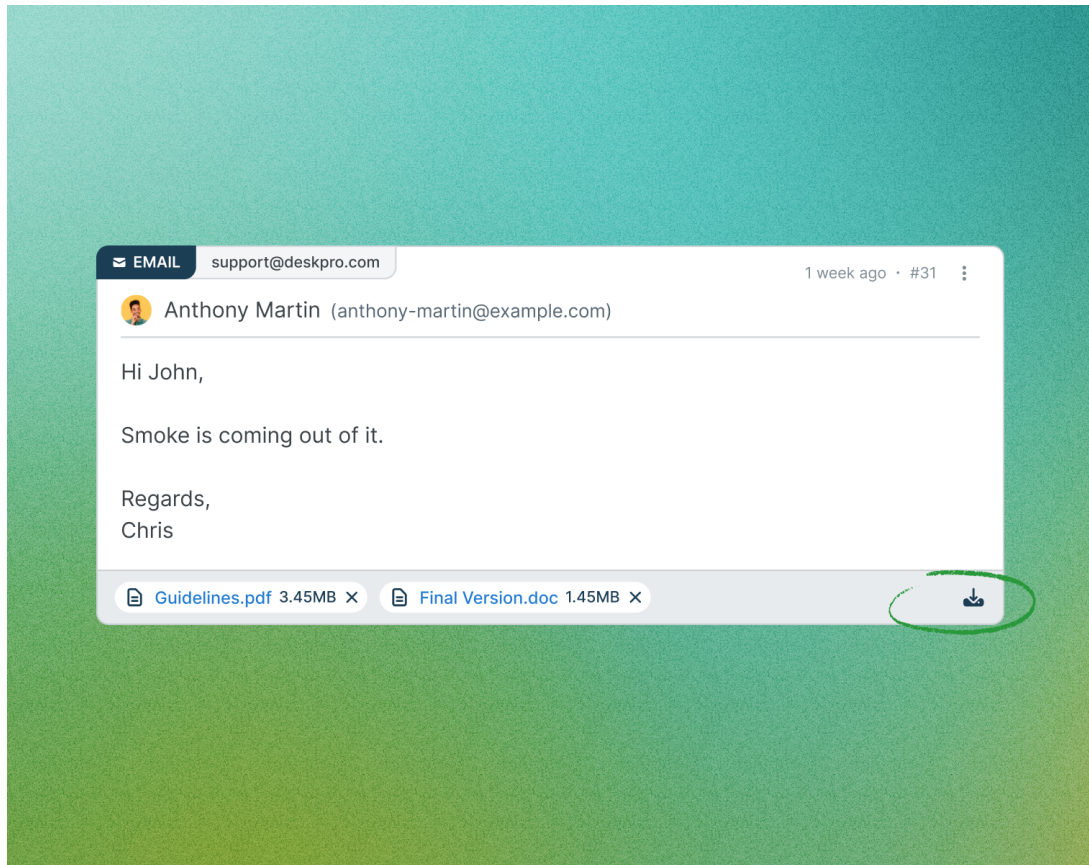 EMAIL support@deskpro.com
1 week ago · #31
Anthony Martin (anthony-martin@example.com)
Hi John,
Smoke is coming out of it.
Regards,
Chris
Guidelines.pdf 3.45MB Final Version.doc 1.45MB